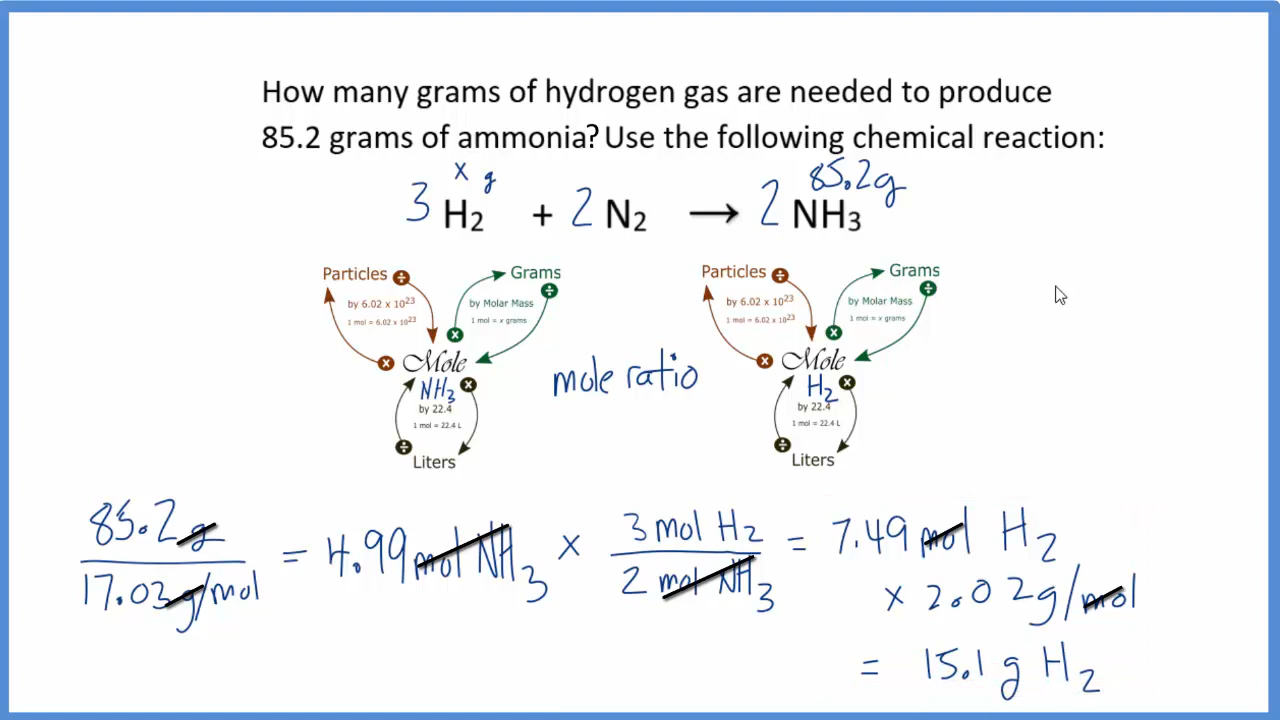 How many grams of hydrogen gas are needed to produce
85.2 grams of ammonia? Use the following chemical reaction:
x g 85.2g
3 H2 + 2 N2 → 2 NH3
Particles ÷ Grams
÷
by 6.02 x 10^23 by Molar Mass
1 mol = 6.02 x 10^23 1 mol = x grams
x
x Mole
NH3 x
by 22.4
1 mol = 22.4 L
÷
Liters
mole ratio
Particles ÷ Grams
÷
by 6.02 x 10^23 by Molar Mass
1 mol = 6.02 x 10^23 1 mol = x grams
x
x Mole
H2 x
by 22.4
1 mol = 22.4 L
÷
Liters
85.2g / 17.03g/mol = 4.99 mol NH3 x 3 mol H2 / 2 mol NH3 = 7.49 mol H2
x 2.02g/mol
= 15.1 g H2